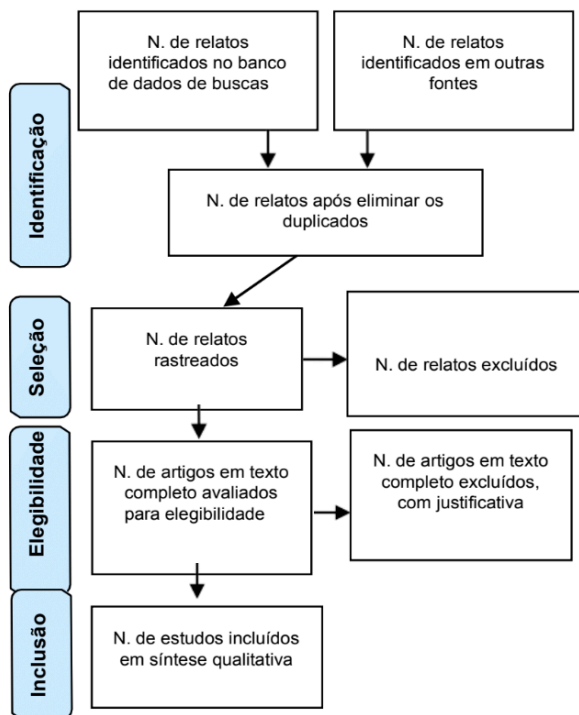 N. de relatos
identificados no banco
de dados de buscas
N. de relatos
identificados em outras
fontes
Identificação
N. de relatos após eliminar os
duplicados
Seleção
N. de relatos
rastreados
N. de relatos excluídos
Elegibilidade
N. de artigos em texto
completo avaliados
para elegibilidade
N. de artigos em texto
completo excluídos,
com justificativa
Inclusão
N. de estudos incluídos
em síntese qualitativa